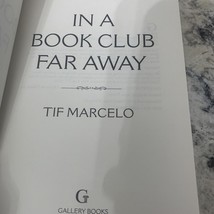 IN A
BOOK CLUB
FAR AWAY
TIF MARCELO
G
GALLERY BOOKS